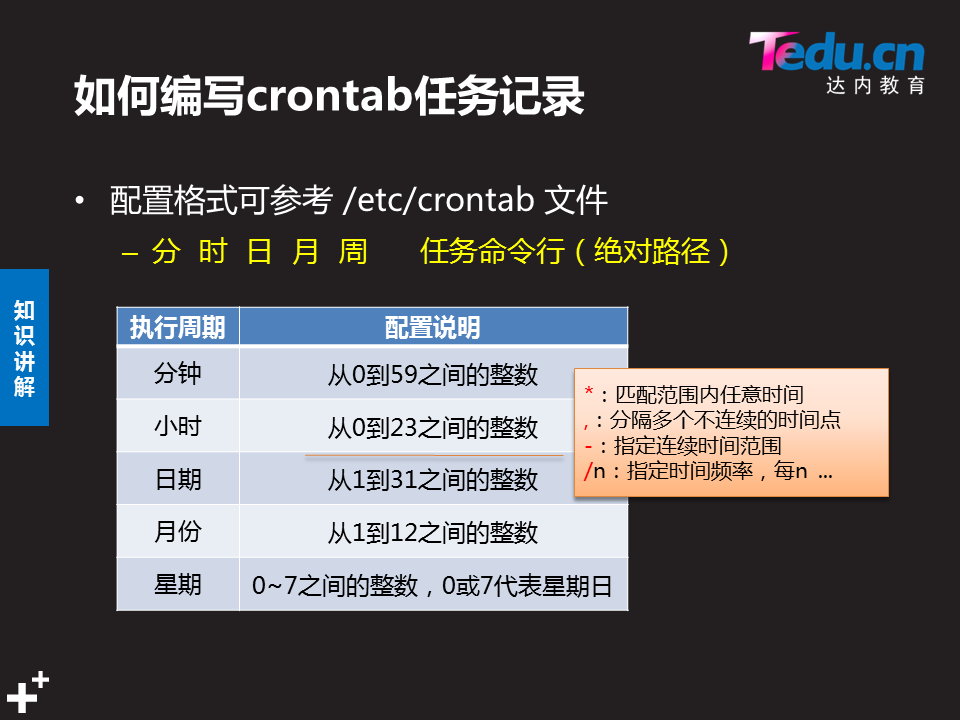 Tedu.cn
达内教育
如何编写crontab任务记录
• 配置格式可参考 /etc/crontab 文件
– 分 时 日 月 周 任务命令行（绝对路径）
知识讲解
执行周期 配置说明
分钟 从0到59之间的整数
小时 从0到23之间的整数
日期 从1到31之间的整数
月份 从1到12之间的整数
星期 0~7之间的整数，0或7代表星期日
*：匹配范围内任意时间
,：分隔多个不连续的时间点
-：指定连续时间范围
/n：指定时间频率，每n ...